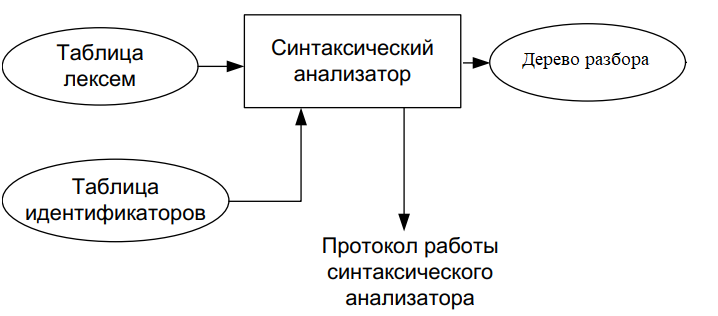 Таблица
лексем
Синтаксический
анализатор
Дерево разбора
Таблица
идентификаторов
Протокол работы
синтаксического
анализатора